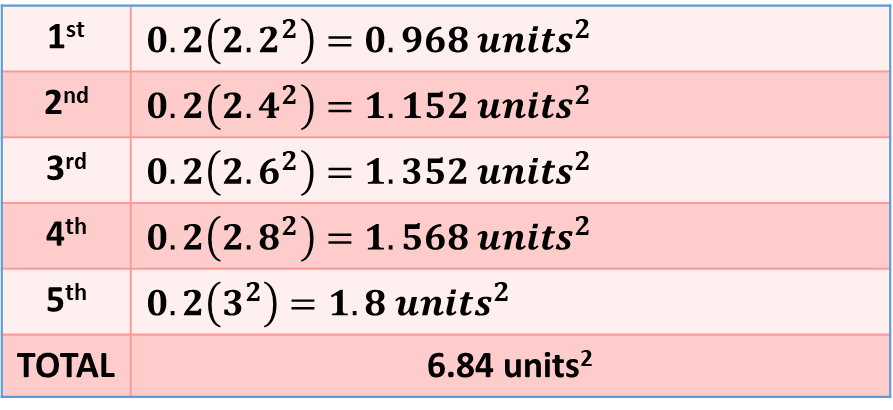 1st 0.2(2.2²) = 0.968 units²
2nd 0.2(2.4²) = 1.152 units²
3rd 0.2(2.6²) = 1.352 units²
4th 0.2(2.8²) = 1.568 units²
5th 0.2(3²) = 1.8 units²
TOTAL 6.84 units²